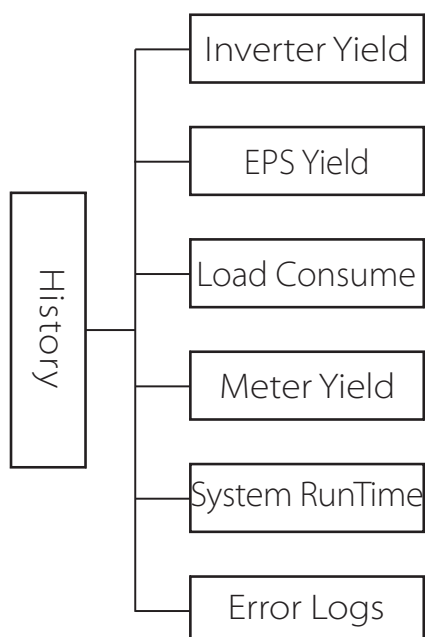 History
Inverter Yield
EPS Yield
Load Consume
Meter Yield
System RunTime
Error Logs